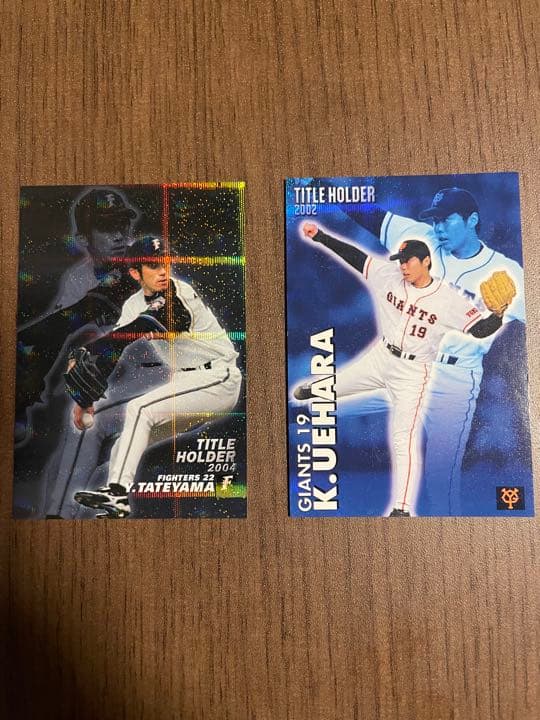 TITLE
HOLDER
2004
FIGHTERS 22
Y.TATEYAMA
F
TITLE HOLDER
2002
GIANTS
19
GIANTS 19
K.UEHARA